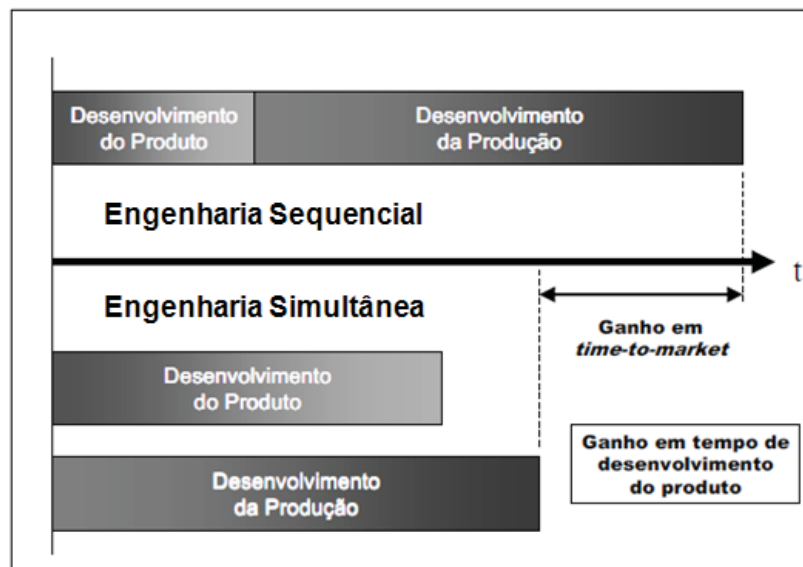 Desenvolvimento
do Produto
Desenvolvimento
da Produção
Engenharia Sequencial
t
Engenharia Simultânea
Ganho em
time-to-market
Desenvolvimento
do Produto
Ganho em tempo de
desenvolvimento
do produto
Desenvolvimento
da Produção